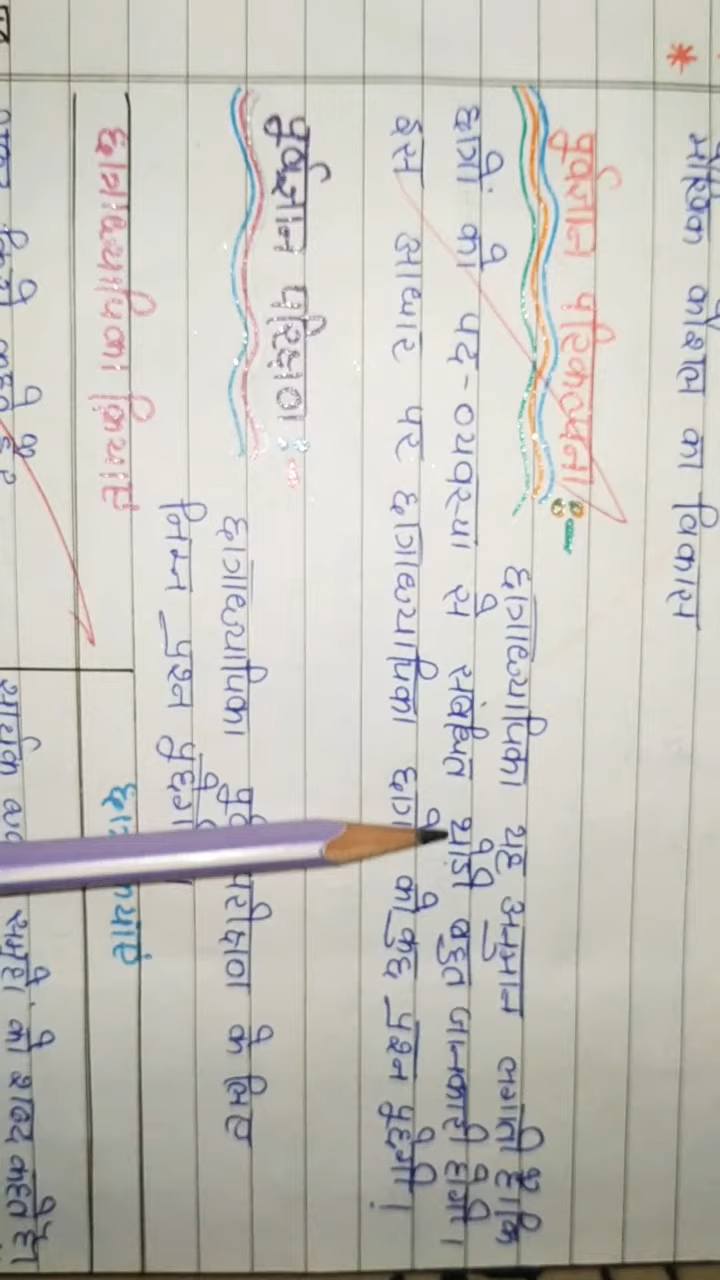 * भाषिक कौशल का विकास
पूर्वज्ञान परिकल्पना :-
छात्राध्यापिका यह अनुमान लगाती है कि
छात्रों को पद-व्यवस्था से संबंधित थोड़ी बहुत जानकारी होगी।
इस आधार पर छात्राध्यापिका छात्रों को कुछ प्रश्न पूछेगी।
पूर्वज्ञान परिक्षण :-
छात्राध्यापिका परीक्षण के लिए
निम्न प्रश्न पूछेगी
छात्राध्यापिका क्रियाएं
किसे कहते हैं?
सार्थक समूहों को शब्द कहते हैं।